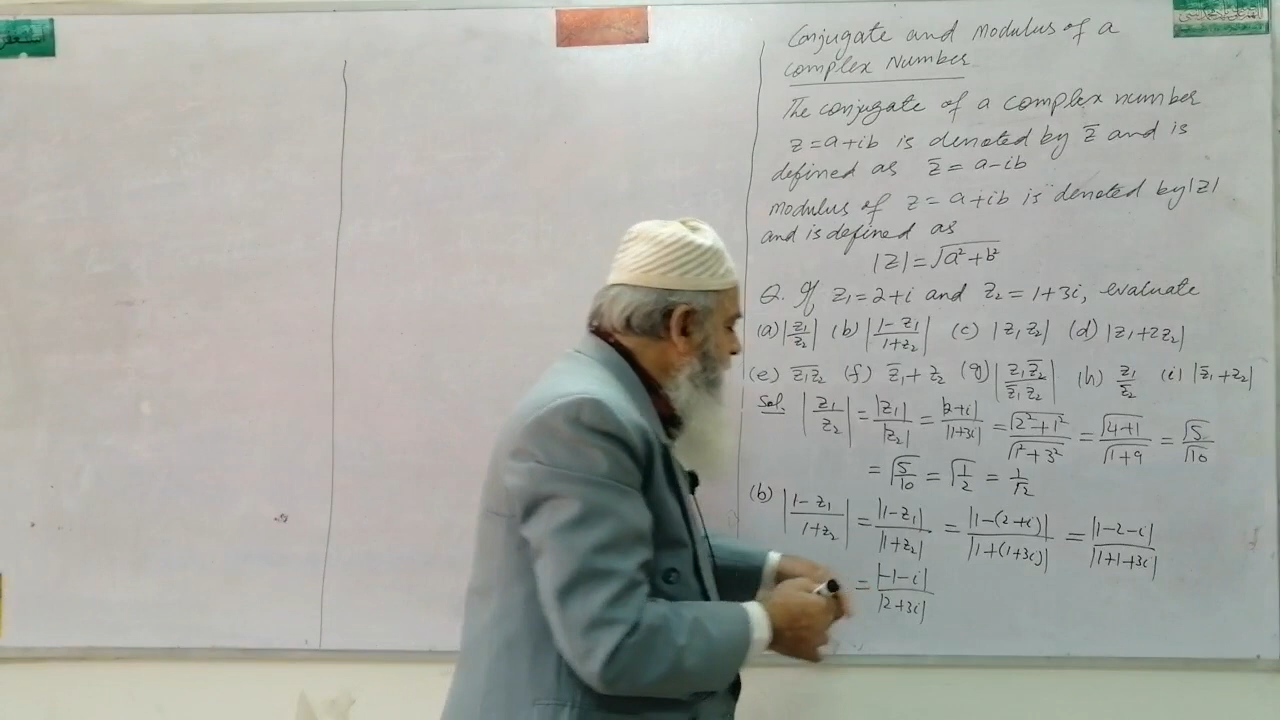 Conjugate and Modulus of a
Complex Number
The conjugate of a complex number
z = a+ib is denoted by z̅ and is
defined as z̅ = a-ib
Modulus of z = a+ib is denoted by |z|
and is defined as
|z| = √(a²+b²)
Q. If z₁ = 2+i and z₂ = 1+3i, evaluate
(a) |z₁/z₂| (b) |(1-z₁)/(1+z₂)| (c) |z₁z₂| (d) |z₁+2z₂|
(e) z̅₁z̅₂ (f) z̅₁+z₂ (g) |z₁z̅₂/z̅₁z₂| (h) z₁/z̅₂ (i) |z̅₁+z₂|
Sol. |z₁/z₂| = |z₁|/|z₂| = |2+i|/|1+3i| = √(2²+1²)/√(1²+3²) = √(4+1)/√(1+9) = √5/√10
= √(5/10) = √(1/2) = 1/√2
(b) |(1-z₁)/(1+z₂)| = |1-z₁|/|1+z₂| = |1-(2+i)|/|1+(1+3i)| = |1-2-i|/|1+1+3i|
= |-1-i|/|2+3i|